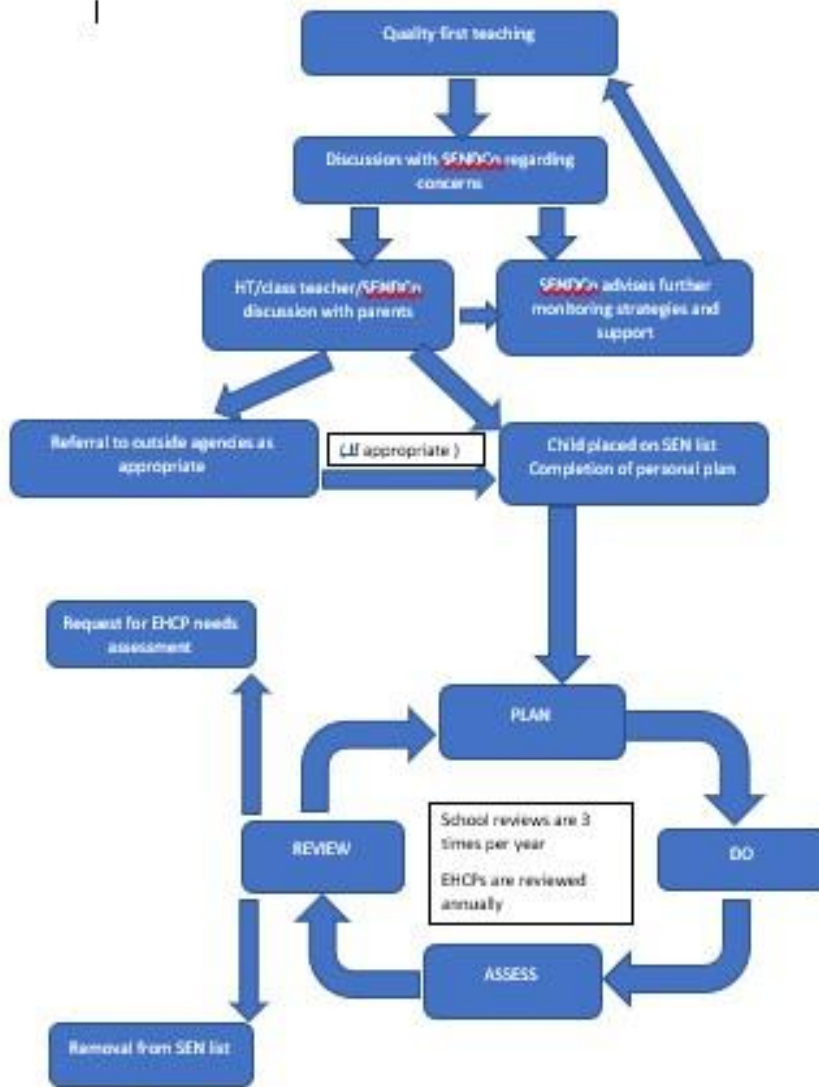 Quality first teaching
Discussion with SENDCo regarding
concerns
HT/class teacher/SENDCo
discussion with parents
SENDCo advises further
monitoring strategies and
support
Referral to outside agencies as
appropriate
(If appropriate )
Child placed on SEN list
Completion of personal plan
Request for EHCP needs
assessment
PLAN
School reviews are 3
times per year
EHCPs are reviewed
annually
REVIEW
DO
ASSESS
Removal from SEN list